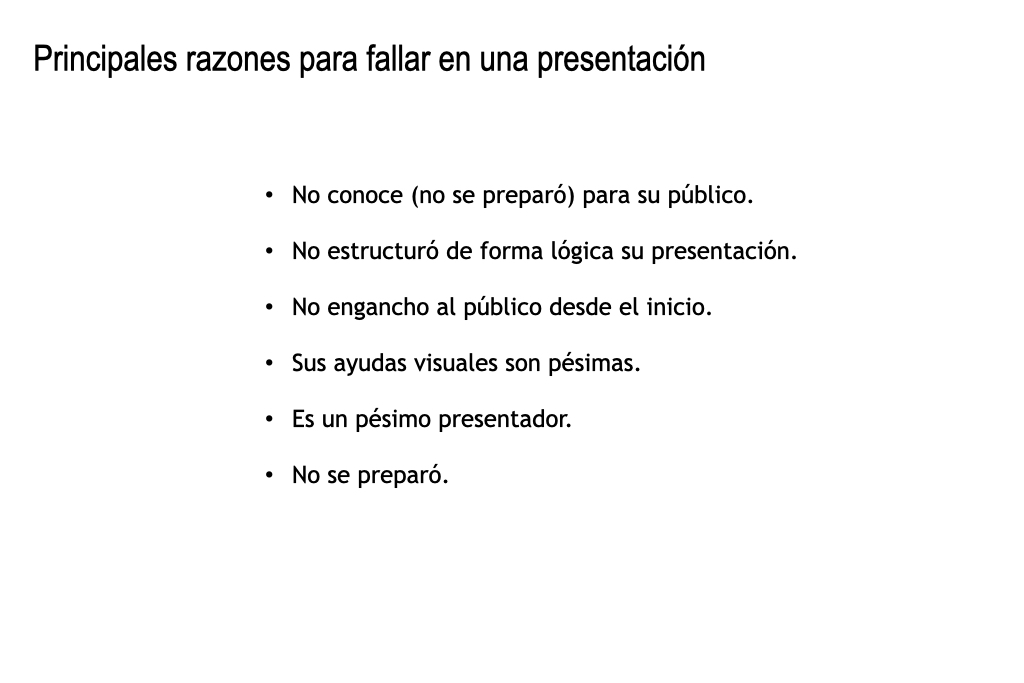 Principales razones para fallar en una presentación
• No conoce (no se preparó) para su público.
• No estructuró de forma lógica su presentación.
• No engancho al público desde el inicio.
• Sus ayudas visuales son pésimas.
• Es un pésimo presentador.
• No se preparó.